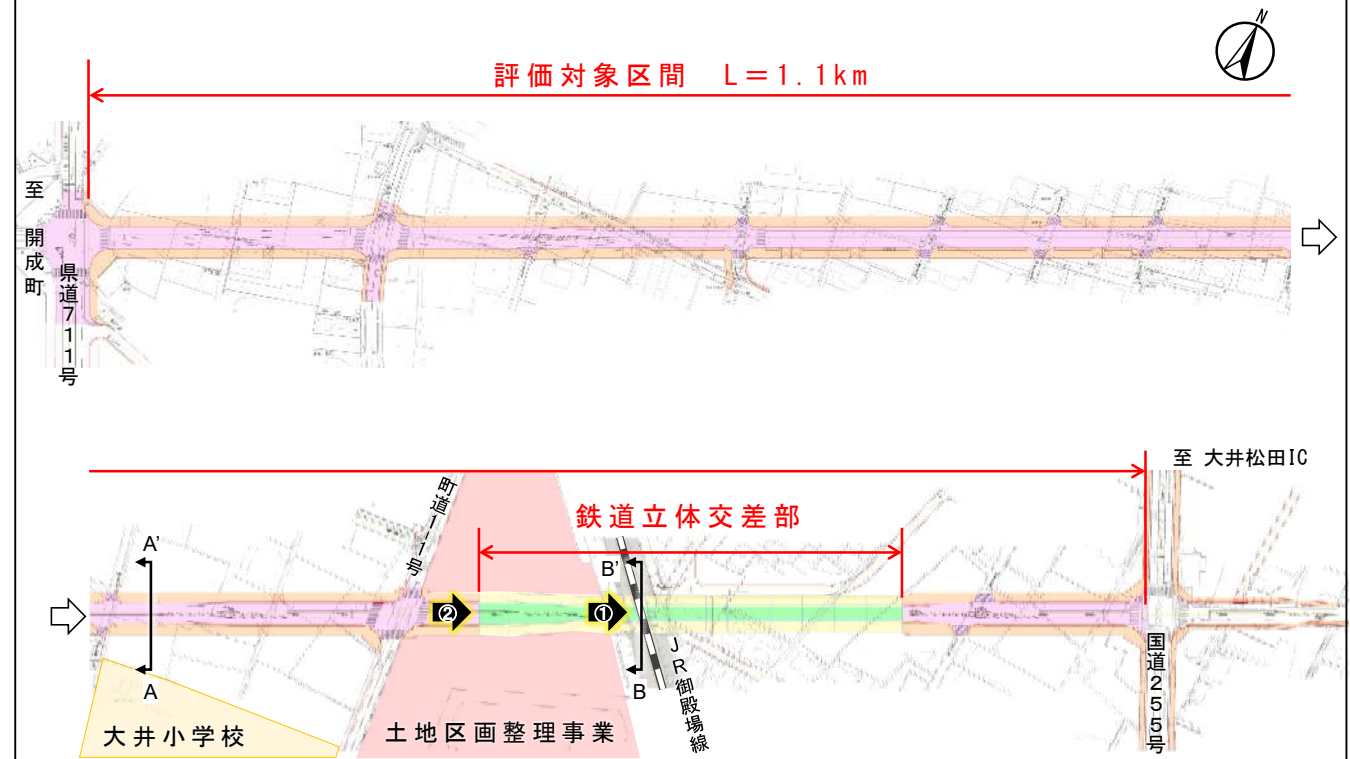 N
評価対象区間 L=1.1km
至 開成町
県道711号
至 大井松田IC
鉄道立体交差部
町道11号
A'
B'
②
①
A
B
JR御殿場線
国道255号
大井小学校
土地区画整理事業